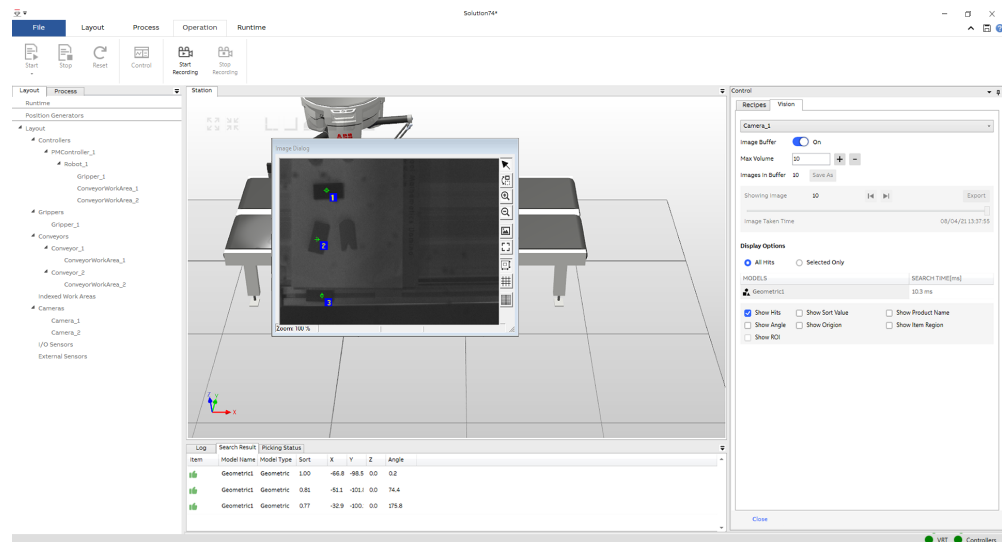 Solution74*
File Layout Process Operation Runtime
Start Stop Reset Control Start Recording Stop Recording
Layout Process
Runtime
Position Generators
Layout
Controllers
PMController_1
Robot_1
Gripper_1
ConveyorWorkArea_1
ConveyorWorkArea_2
Grippers
Gripper_1
Conveyors
Conveyor_1
ConveyorWorkArea_1
Conveyor_2
ConveyorWorkArea_2
Indexed Work Areas
Cameras
Camera_1
Camera_2
I/O Sensors
External Sensors
Station
ABB
Image Dialog
1
2
3
Zoom: 100 %
Z Y
X
Log Search Result Picking Status
Item Model Name Model Type Sort X Y Z Angle
Geometric1 Geometric 1.00 -66.8 -98.5 0.0 0.2
Geometric1 Geometric 0.81 -51.1 -101.( 0.0 74.4
Geometric1 Geometric 0.77 -32.9 -100. 0.0 175.8
Control
Recipes Vision
Camera_1
Image Buffer On
Max Volume 10 + -
Images In Buffer 10 Save As
Showing Image 10 Export
Image Taken Time 08/04/21 13:37:55
Display Options
All Hits Selected Only
MODELS SEARCH TIME[ms]
Geometric1 10.3 ms
Show Hits Show Sort Value Show Product Name
Show Angle Show Origion Show Item Region
Show ROI
Close
VRT Controllers